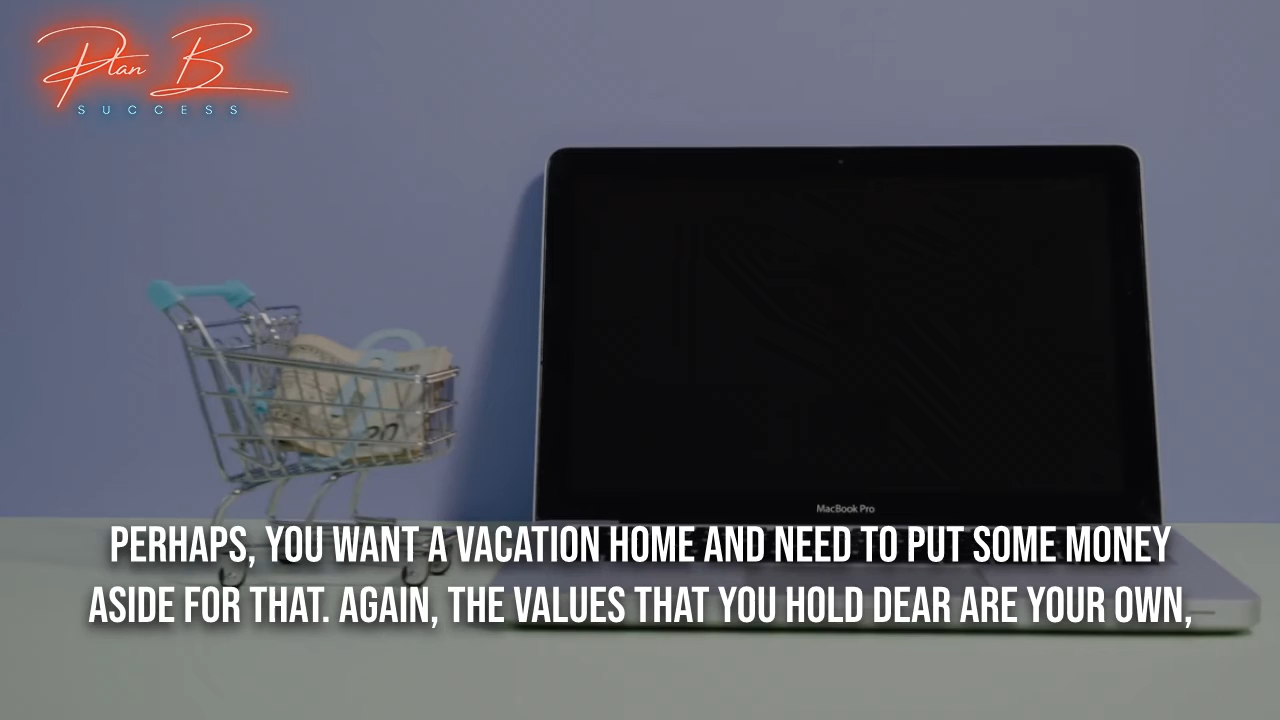 Plan B
SUCCESS
20
MacBook Pro
PERHAPS, YOU WANT A VACATION HOME AND NEED TO PUT SOME MONEY
ASIDE FOR THAT. AGAIN, THE VALUES THAT YOU HOLD DEAR ARE YOUR OWN,